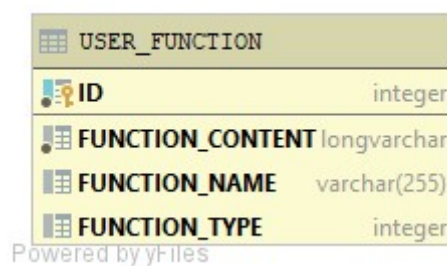 USER_FUNCTION
ID integer
FUNCTION_CONTENT longvarchar
FUNCTION_NAME varchar(255)
FUNCTION_TYPE integer
Powered by yFiles